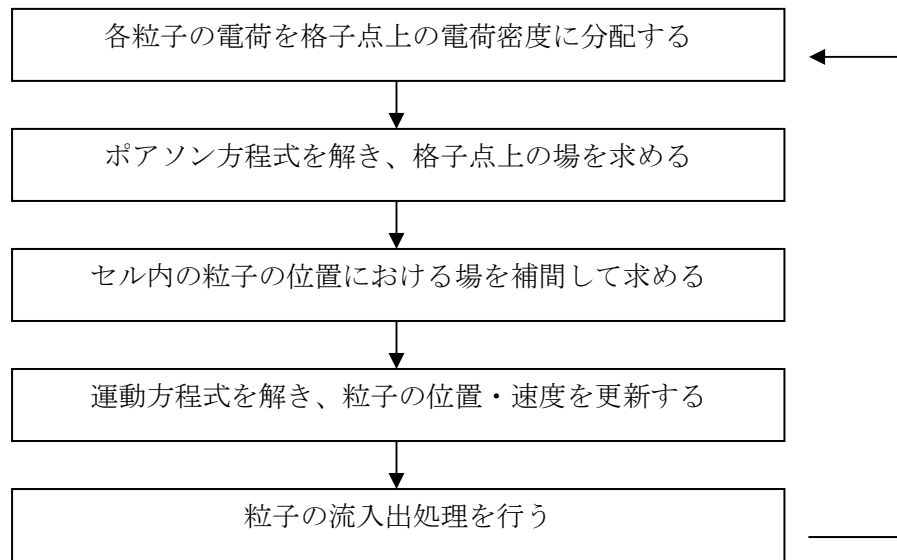 各粒子の電荷を格子点上の電荷密度に分配する
ポアソン方程式を解き、格子点上の場を求める
セル内の粒子の位置における場を補間して求める
運動方程式を解き、粒子の位置・速度を更新する
粒子の流入出処理を行う